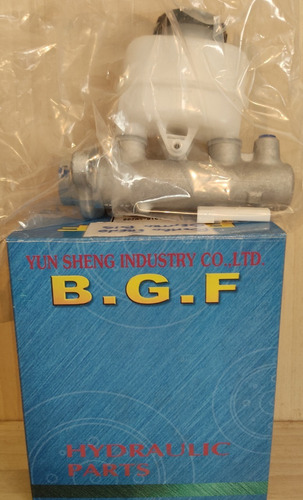 YUN SHENG INDUSTRY CO.,LTD.
B.G.F
HYDRAULIC
PARTS